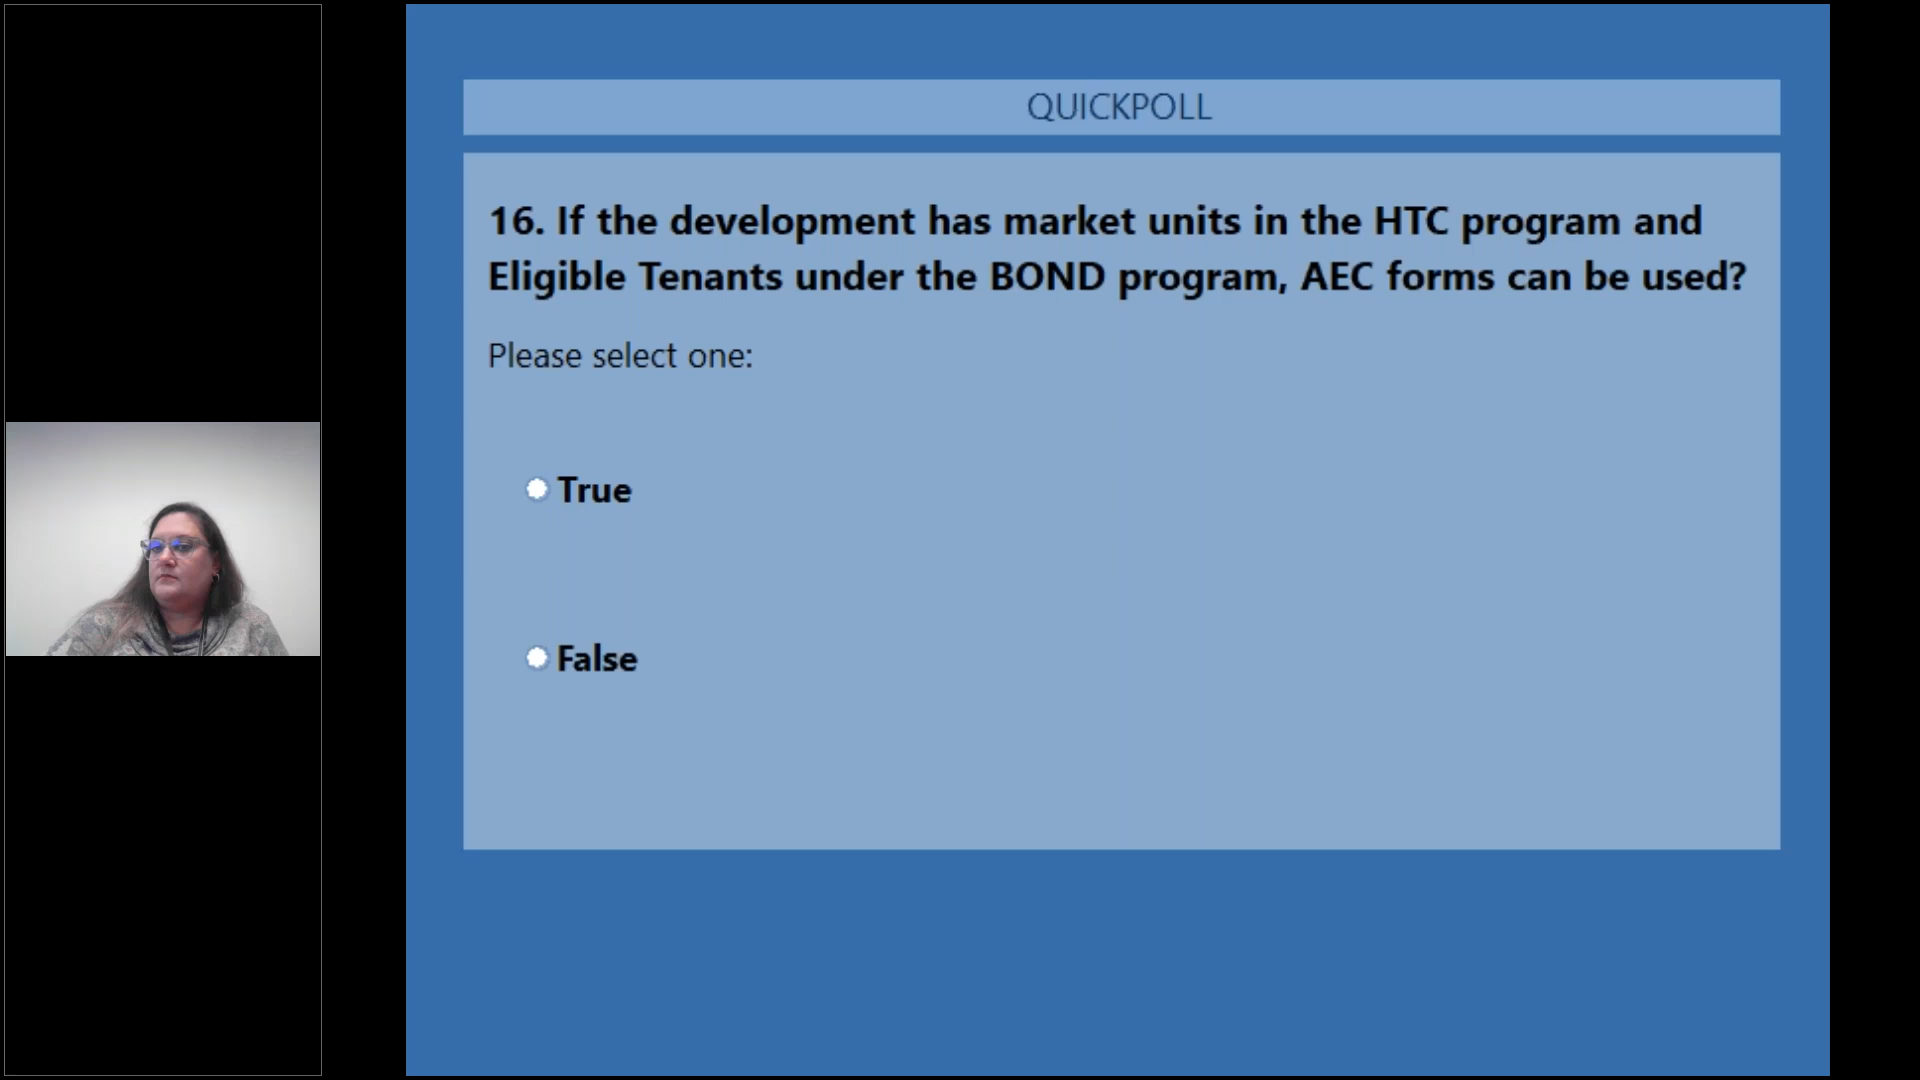 QUICKPOLL
16. If the development has market units in the HTC program and
Eligible Tenants under the BOND program, AEC forms can be used?
Please select one:
True
False